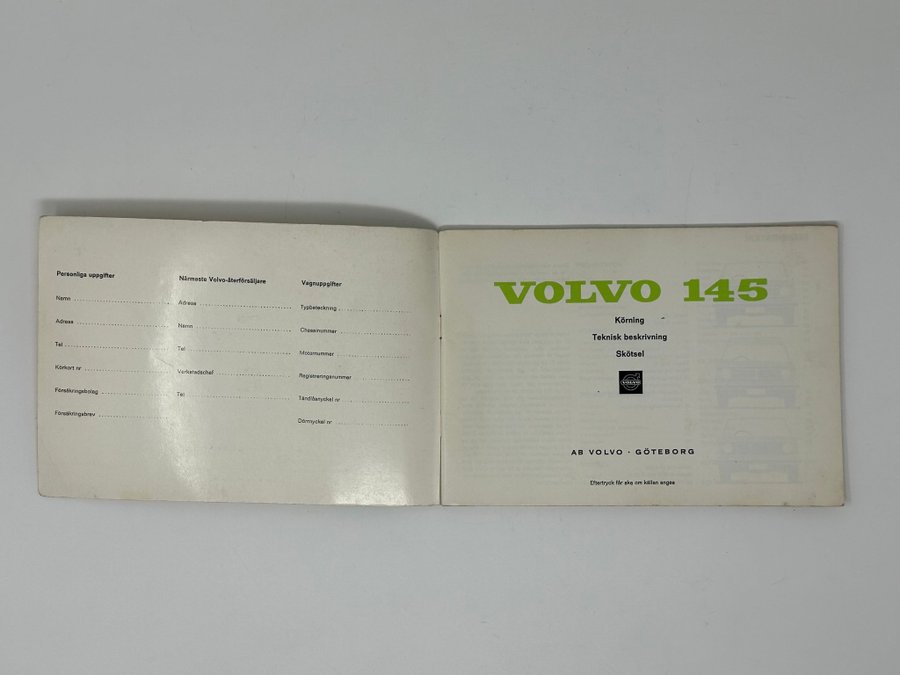 Personliga uppgifter
Namn
Adress
Tel
Körkort nr
Försäkringsbolag
Försäkringsbrev
Närmaste Volvo-återförsäljare
Adress
Namn
Tel
Verkstadschef
Tel
Vagnuppgifter
Typbeteckning
Chassinummer
Motornummer
Registreringsnummer
Tändlåsnyckel nr
Dörrnyckel nr
VOLVO 145
Körning
Teknisk beskrivning
Skötsel
VOLVO
AB VOLVO · GÖTEBORG
Eftertryck får ske om källan anges